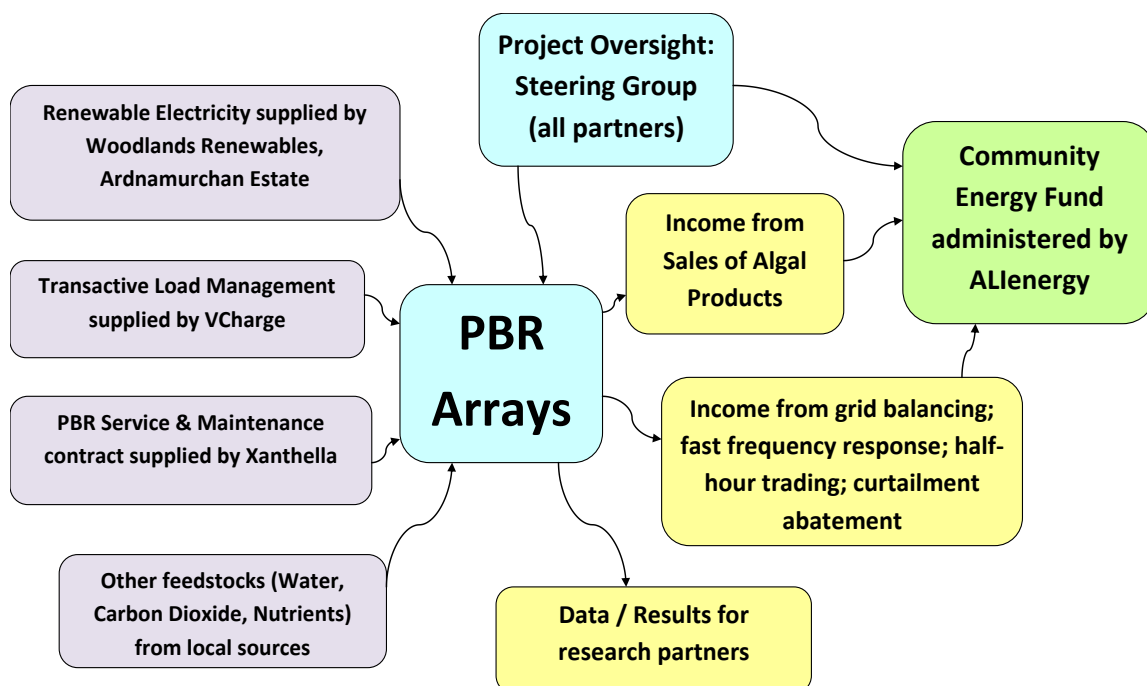 Project Oversight:
Steering Group
(all partners)
Renewable Electricity supplied by
Woodlands Renewables,
Ardnamurchan Estate
Community
Energy Fund
administered by
ALIenergy
Income from
Sales of Algal
Products
Transactive Load Management
supplied by VCharge
PBR
Arrays
PBR Service & Maintenance
contract supplied by Xanthella
Income from grid balancing;
fast frequency response; half-
hour trading; curtailment
abatement
Other feedstocks (Water,
Carbon Dioxide, Nutrients)
from local sources
Data / Results for
research partners